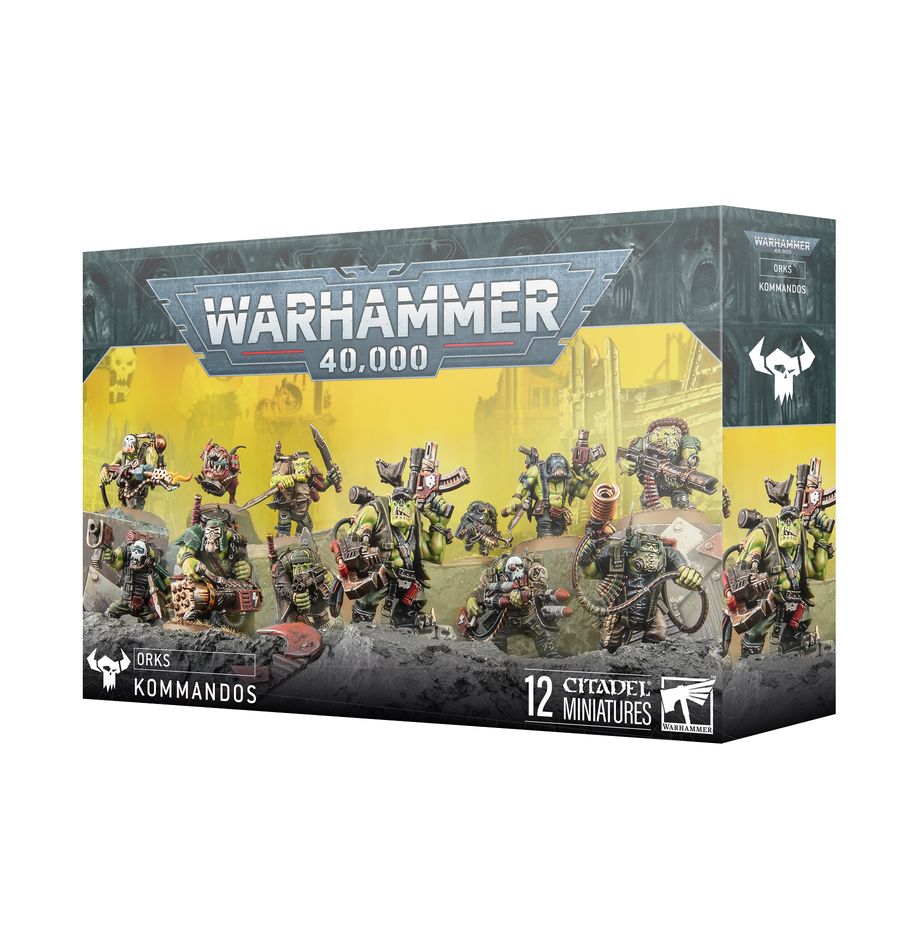 WARHAMMER
40,000
ORKS
KOMMANDOS
12 CITADEL
MINIATURES
WARHAMMER
WARHAMMER
40,000
ORKS
KOMMANDOS